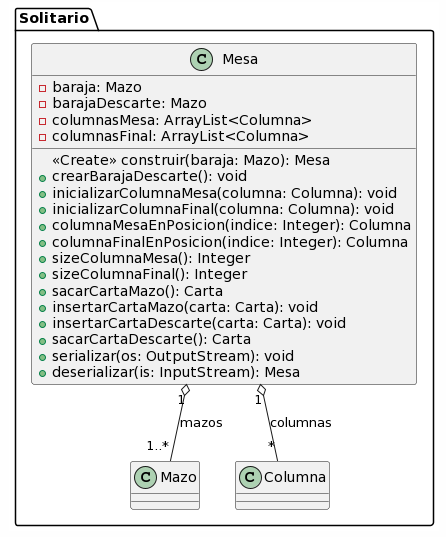 Solitario
C Mesa
baraja: Mazo
barajaDescarte: Mazo
columnasMesa: ArrayList<Columna>
columnasFinal: ArrayList<Columna>
«Create» construir(baraja: Mazo): Mesa
crearBarajaDescarte(): void
inicializarColumnaMesa(columna: Columna): void
inicializarColumnaFinal(columna: Columna): void
columnaMesaEnPosicion(indice: Integer): Columna
columnaFinalEnPosicion(indice: Integer): Columna
sizeColumnaMesa(): Integer
sizeColumnaFinal(): Integer
sacarCartaMazo(): Carta
insertarCartaMazo(carta: Carta): void
insertarCartaDescarte(carta: Carta): void
sacarCartaDescarte(): Carta
serializar(os: OutputStream): void
deserializar(is: InputStream): Mesa
1 1
mazos columnas
1..* *
C Mazo C Columna